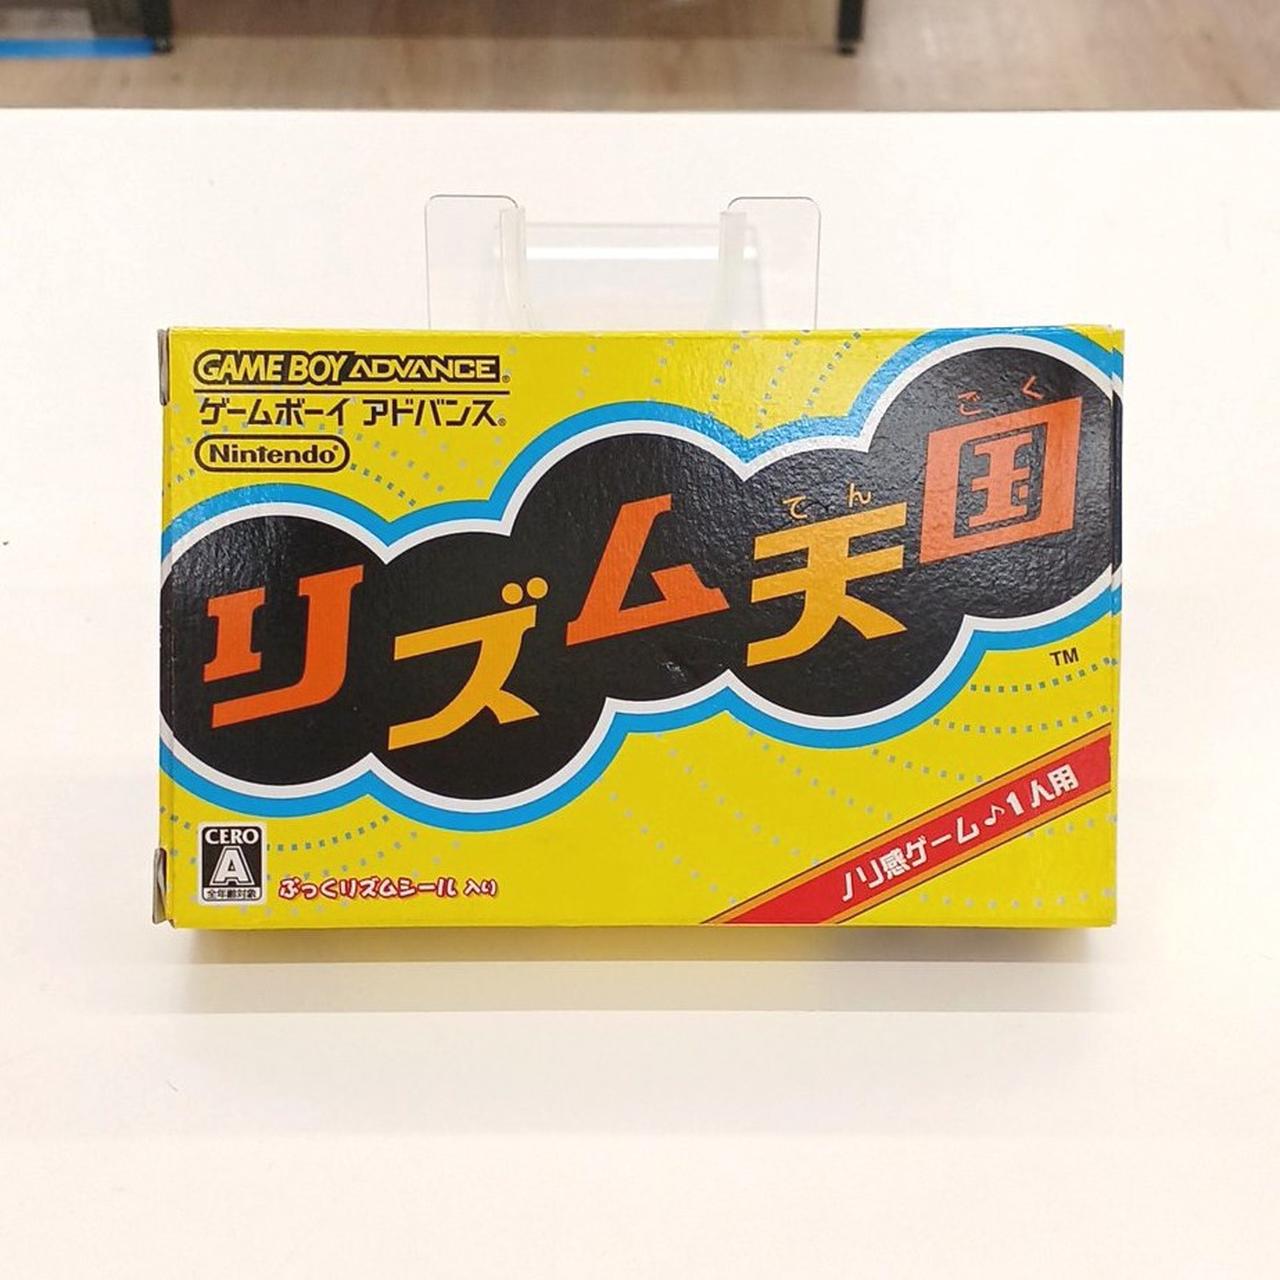 GAME BOY ADVANCE®
ゲームボーイ アドバンス®
Nintendo®
ごく
てん
リズム天国
TM
ノリ感ゲーム♪1人用
CERO
A
全年齢対象
ぷっくりズムシール 入り